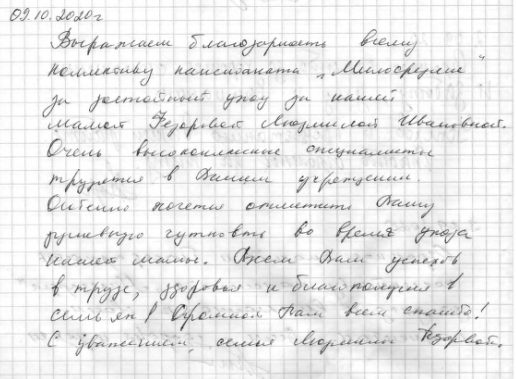 09.10.2020г
Выражаем благодарность всему
коллективу пансионата „Милосердие"
за достойный уход за нашей
мамой Федоровой Людмилой Ивановной.
Очень высококлассные специалисты
трудятся в Вашем учреждении.
Особенно хочется отметить Вашу
душевную чуткость во время ухода
нашей мамы. Всем Вам успехов
в труде, здоровья и благополучия в
семьях! Огромное Вам всем спасибо!
С уважением, семья Людмилы Федоровой.